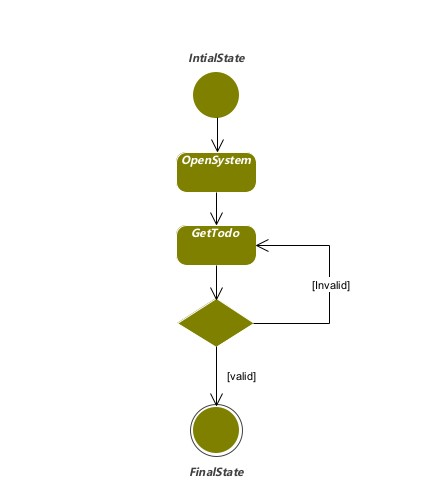 IntialState
OpenSystem
GetTodo
[Invalid]
[valid]
FinalState